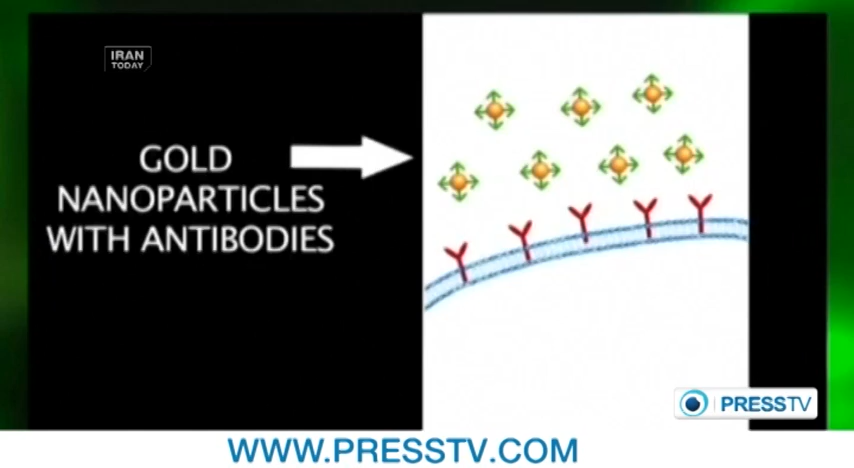 IRAN
TODAY
GOLD
NANOPARTICLES
WITH ANTIBODIES
PRESSTV
WWW.PRESSTV.COM